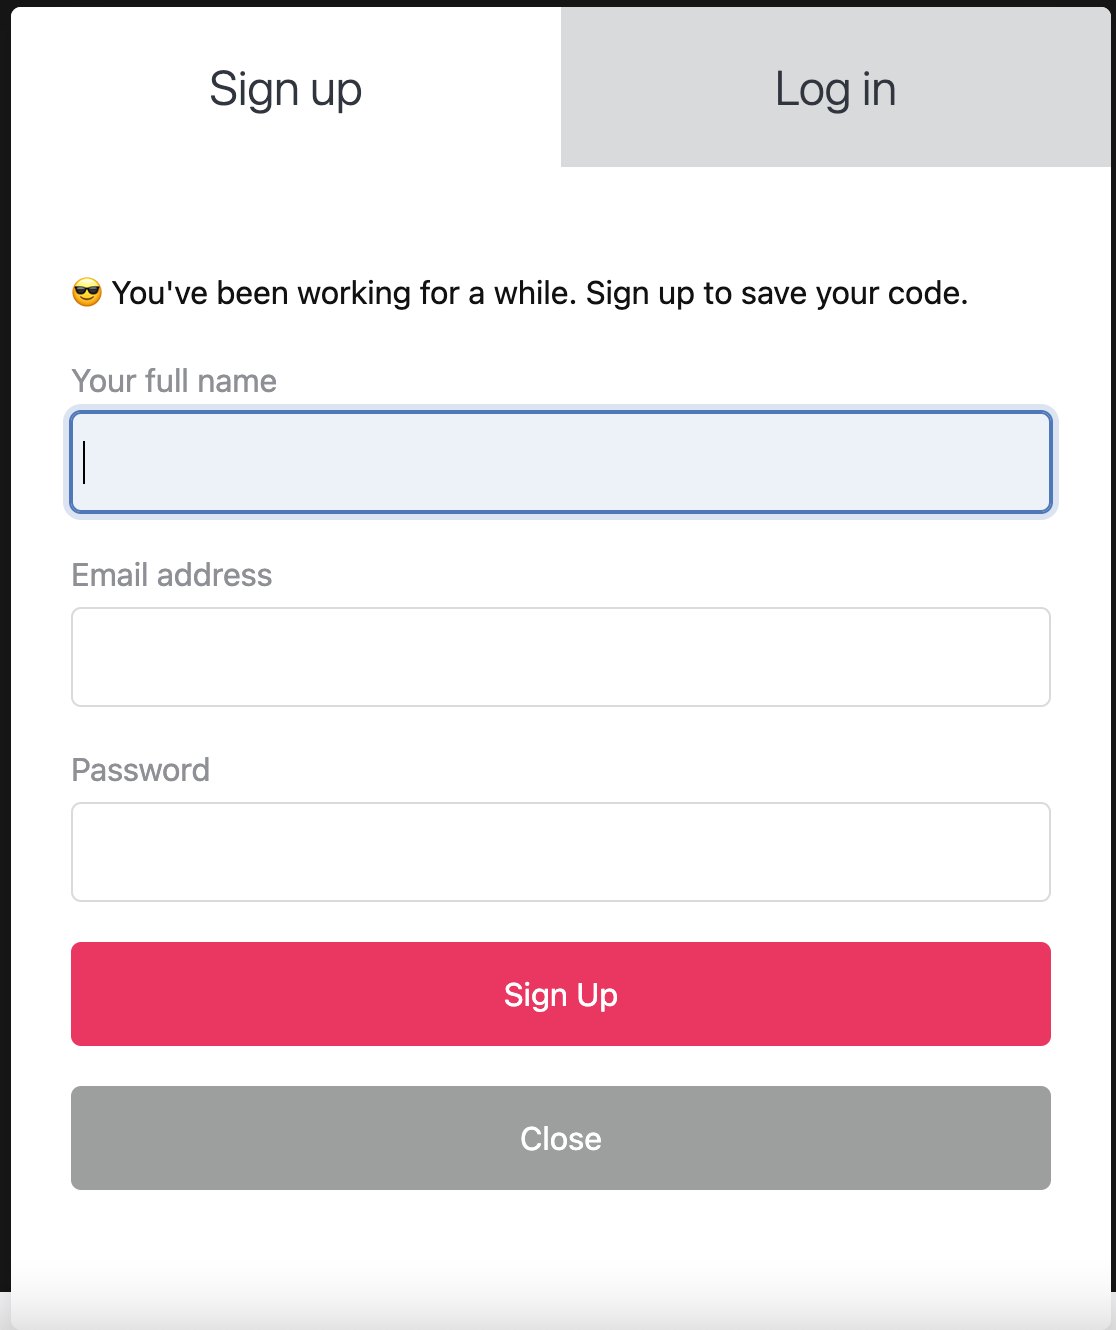 Sign up
Log in
😎 You've been working for a while. Sign up to save your code.
Your full name
Email address
Password
Sign Up
Close